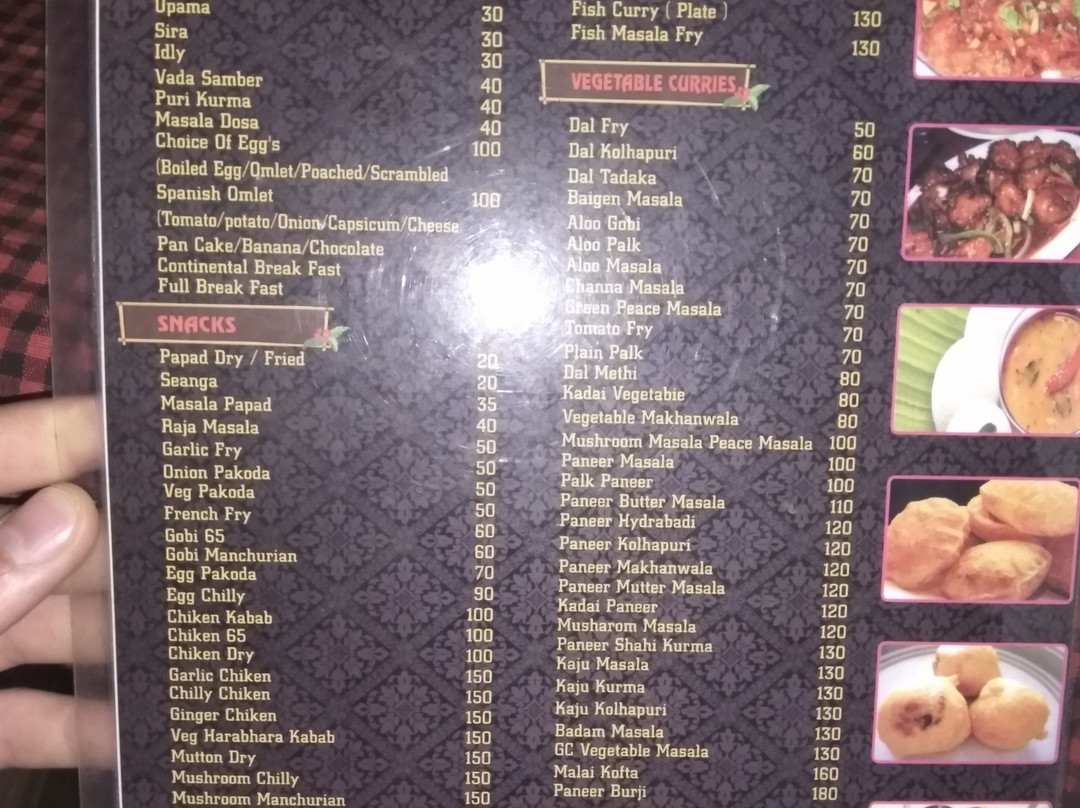 Upama 30
Sira 30
Idly 30
Vada Samber 40
Puri Kurma 40
Masala Dosa 40
Choice Of Egg's 100
(Boiled Egg/Omlet/Poached/Scrambled
Spanish Omlet 100
(Tomato/potato/Onion/Capsicum/Cheese
Pan Cake/Banana/Chocolate
Continental Break Fast
Full Break Fast
SNACKS
Papad Dry / Fried 20
Seanga 20
Masala Papad 35
Raja Masala 40
Garlic Fry 50
Onion Pakoda 50
Veg Pakoda 50
French Fry 50
Gobi 65 60
Gobi Manchurian 60
Egg Pakoda 70
Egg Chilly 90
Chiken Kabab 100
Chiken 65 100
Chiken Dry 100
Garlic Chiken 150
Chilly Chiken 150
Ginger Chiken 150
Veg Harabhara Kabab 150
Mutton Dry 150
Mushroom Chilly 150
Mushroom Manchurian 150
Fish Curry ( Plate ) 130
Fish Masala Fry 130
VEGETABLE CURRIES
Dal Fry 50
Dal Kolhapuri 60
Dal Tadaka 70
Baigen Masala 70
Aloo Gobi 70
Aloo Palk 70
Aloo Masala 70
Channa Masala 70
Green Peace Masala 70
Tomato Fry 70
Plain Palk 70
Dal Methi 80
Kadai Vegetabie 80
Vegetable Makhanwala 80
Mushroom Masala Peace Masala 100
Paneer Masala 100
Palk Paneer 100
Paneer Butter Masala 110
Paneer Hydrabadi 120
Paneer Kolhapuri 120
Paneer Makhanwala 120
Paneer Mutter Masala 120
Kadai Paneer 120
Musharom Masala 120
Paneer Shahi Kurma 130
Kaju Masala 130
Kaju Kurma 130
Kaju Kolhapuri 130
Badam Masala 130
GC Vegetable Masala 130
Malai Kofta 160
Paneer Burji 180